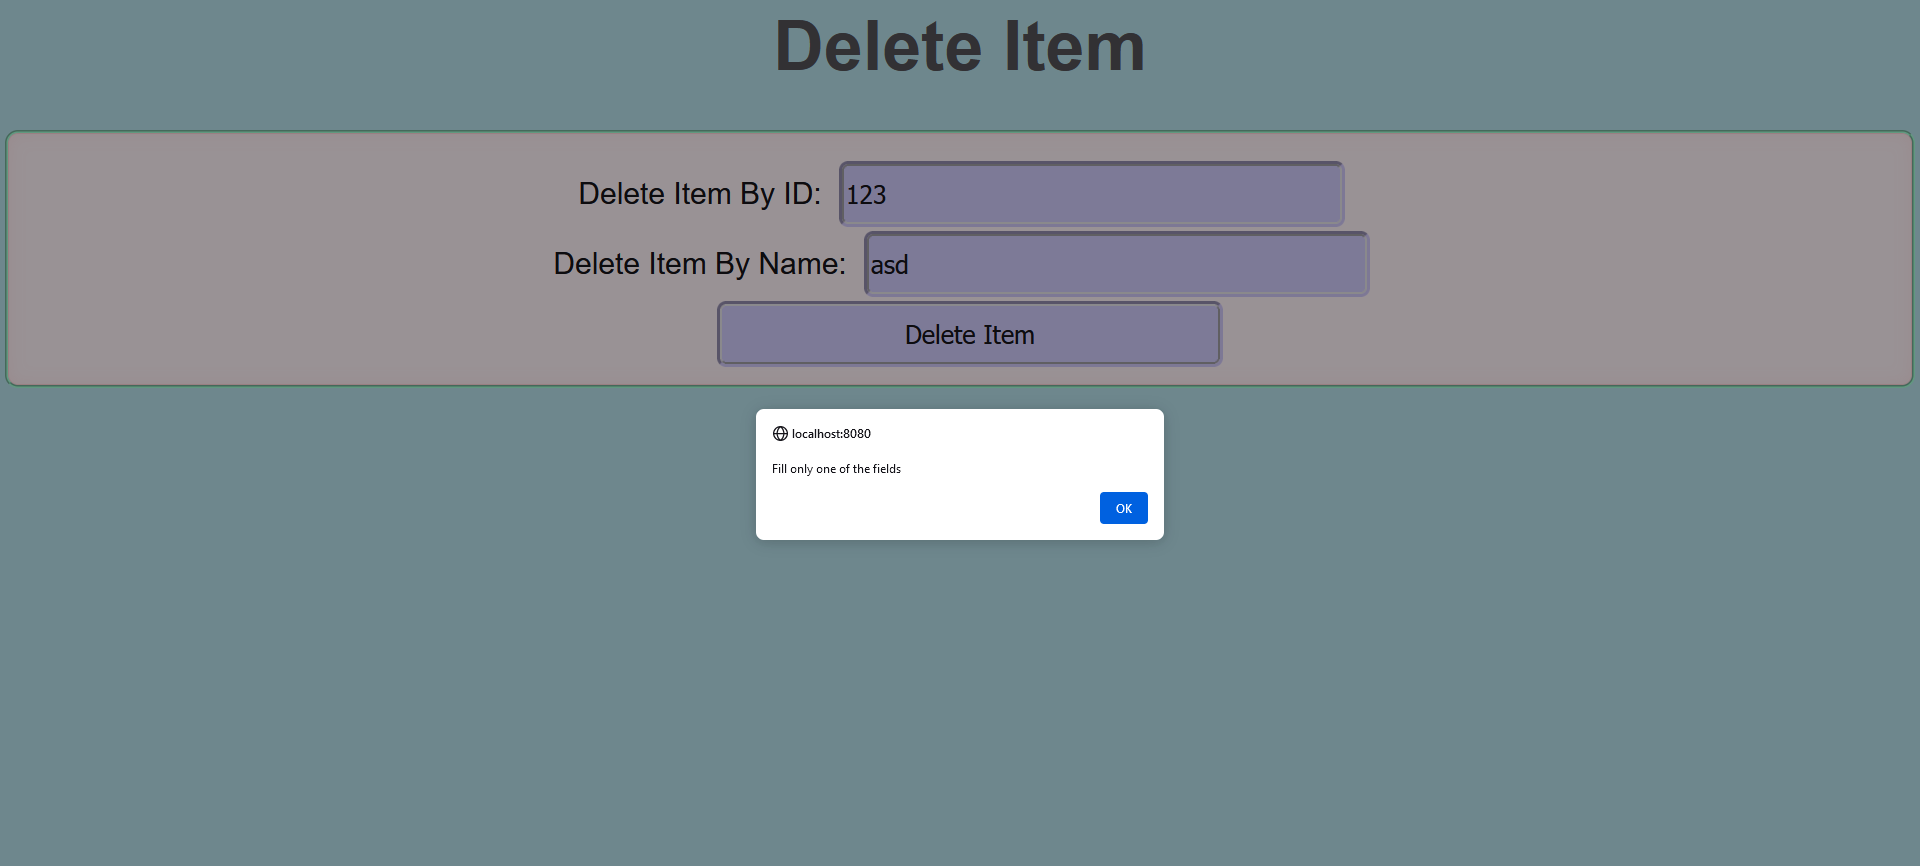 Delete Item
Delete Item By ID: 123
Delete Item By Name: asd
Delete Item
localhost:8080
Fill only one of the fields
OK